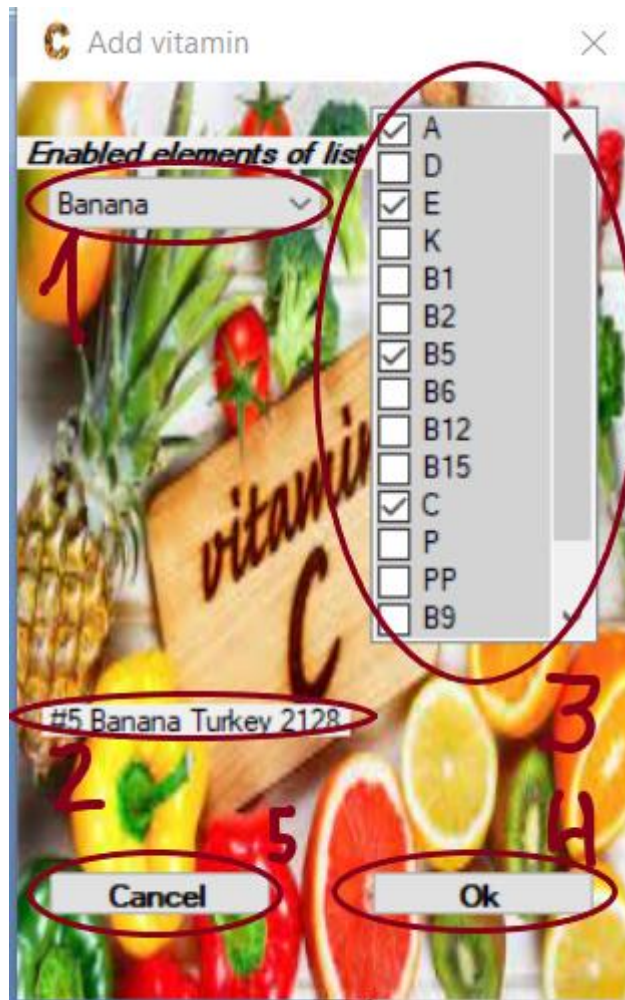 Add vitamin
Enabled elements of list
Banana
1
A
D
E
K
B1
B2
B5
B6
B12
B15
C
P
PP
B9
vitamin
C
#5 Banana Turkey 2128
2
3
5
4
Cancel
Ok